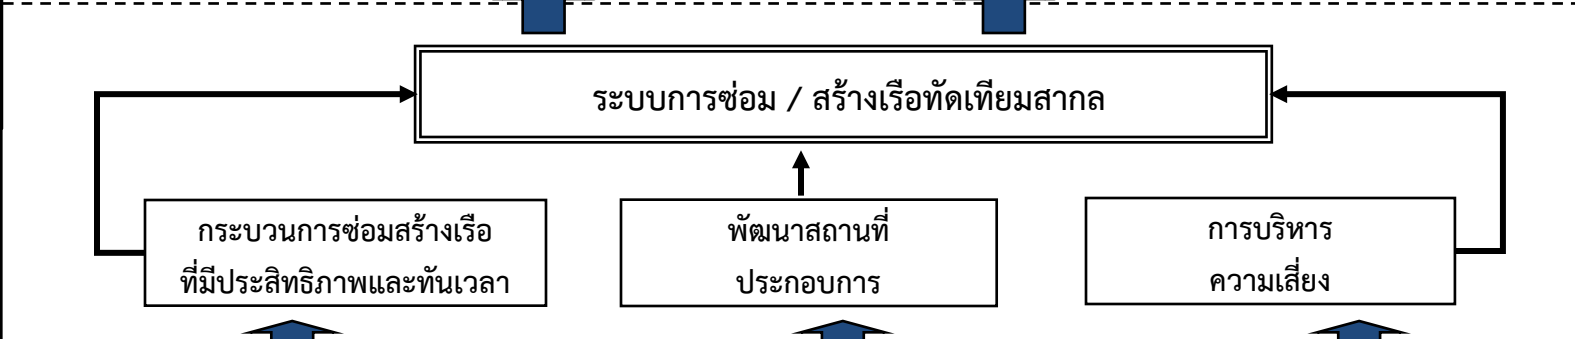 ระบบการซ่อม / สร้างเรือทัดเทียมสากล
กระบวนการซ่อมสร้างเรือ
ที่มีประสิทธิภาพและทันเวลา
พัฒนาสถานที่
ประกอบการ
การบริหาร
ความเสี่ยง